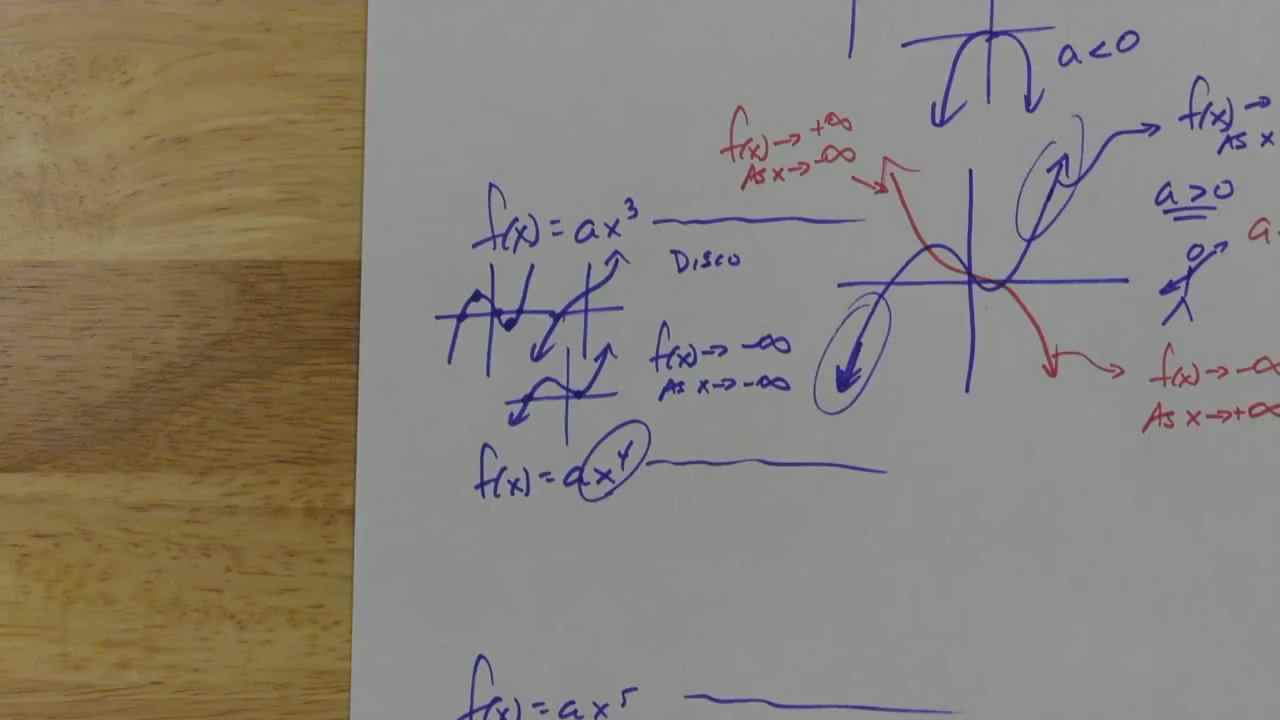 a<0
f(x)→
As x
f(x)→+∞
As x→-∞
a>0
a
f(x)=ax³
Disco
f(x)→-∞
As x→-∞
f(x)→-∞
As x→+∞
f(x)=ax⁴
f(x)=ax⁵